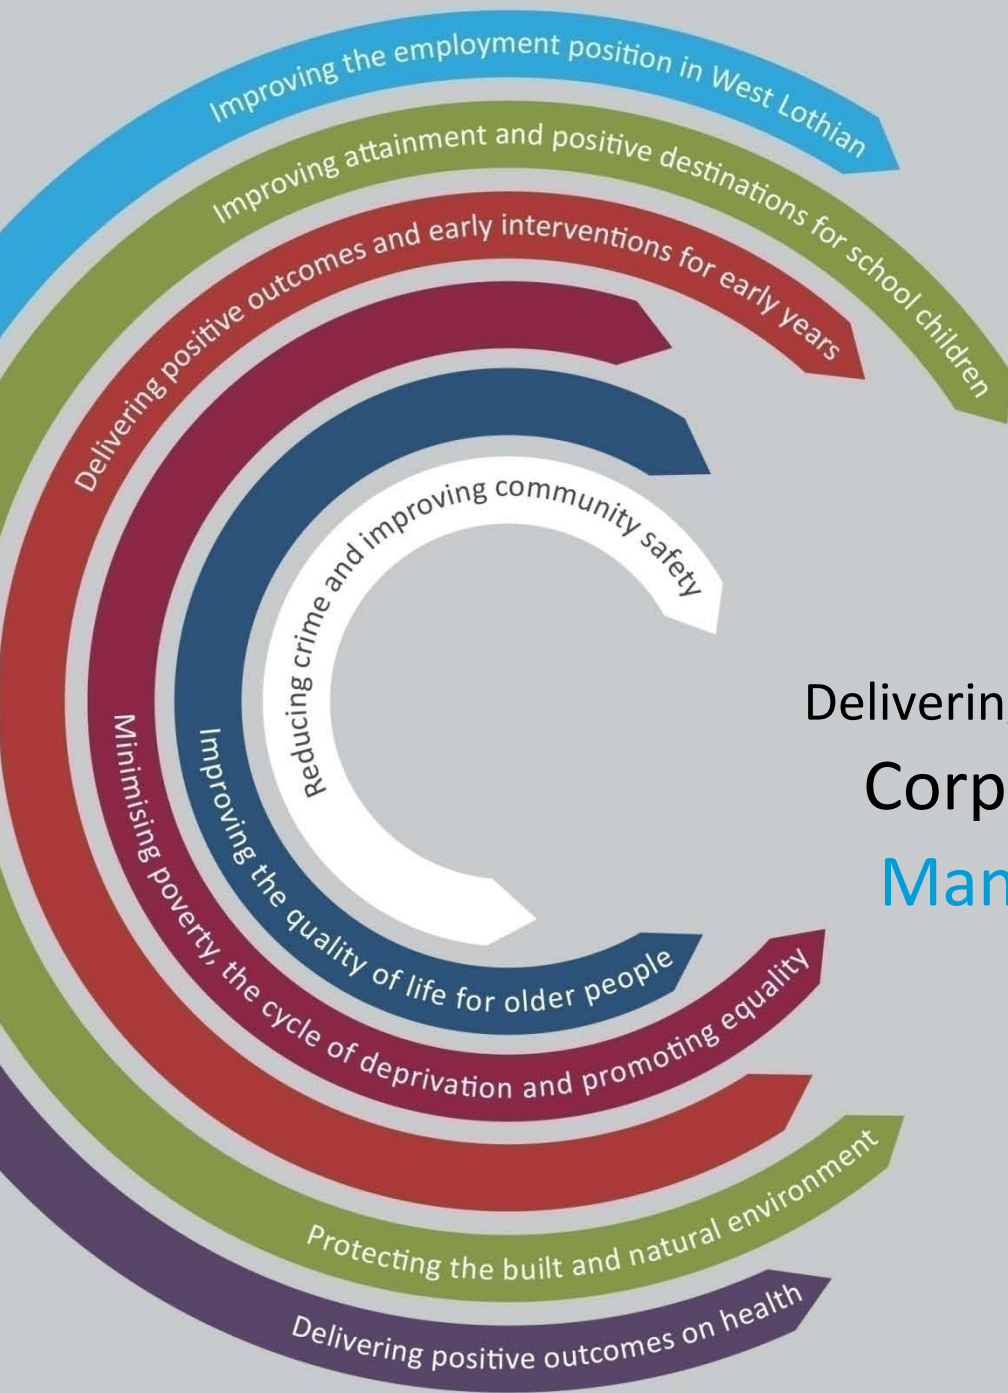 Improving the employment position in West Lothian
Improving attainment and positive destinations for school children
Delivering positive outcomes and early interventions for early years
Reducing crime and improving community safety
Improving the quality of life for older people
Minimising poverty, the cycle of deprivation and promoting equality
Protecting the built and natural environment
Delivering positive outcomes on health
Deliverin
Corp
Man